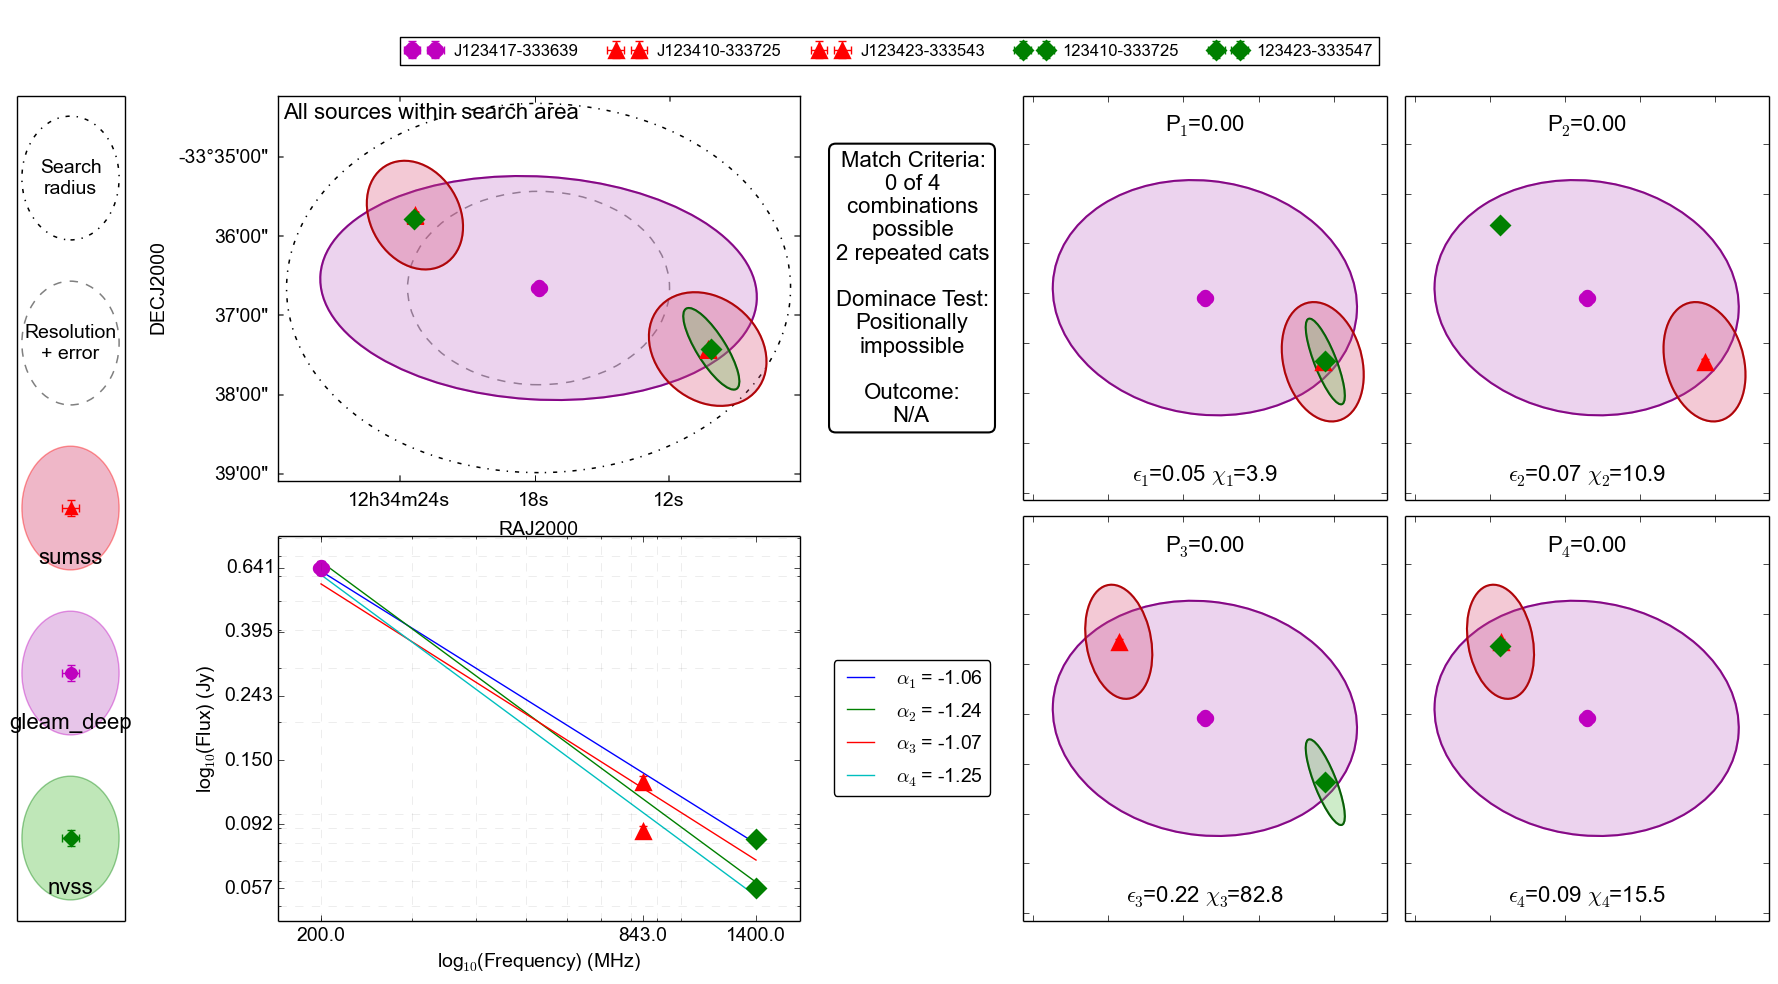 J123417-333639 J123410-333725 J123423-333543 123410-333725 123423-333547
Search
radius
Resolution
+ error
sumss
gleam_deep
nvss
All sources within search area
DECJ2000
-33°35'00"
36'00"
37'00"
38'00"
39'00"
12h34m24s 18s 12s
RAJ2000
Match Criteria:
0 of 4
combinations
possible
2 repeated cats
Dominace Test:
Positionally
impossible
Outcome:
N/A
P₁=0.00
ϵ₁=0.05 χ₁=3.9
P₂=0.00
ϵ₂=0.07 χ₂=10.9
log₁₀(Flux) (Jy)
0.641
0.395
0.243
0.150
0.092
0.057
200.0 843.0 1400.0
log₁₀(Frequency) (MHz)
α₁ = -1.06
α₂ = -1.24
α₃ = -1.07
α₄ = -1.25
P₃=0.00
ϵ₃=0.22 χ₃=82.8
P₄=0.00
ϵ₄=0.09 χ₄=15.5